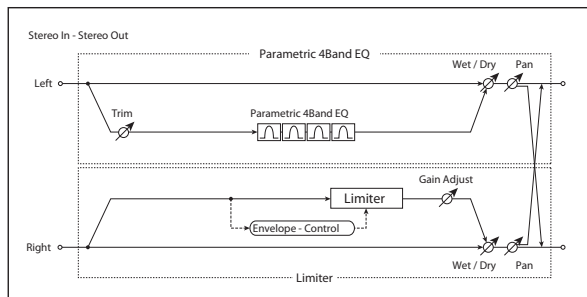 Stereo In - Stereo Out
Parametric 4Band EQ
Wet / Dry
Pan
Left
Trim
Parametric 4Band EQ
Gain Adjust
Limiter
Envelope - Control
Right
Wet / Dry
Pan
Limiter